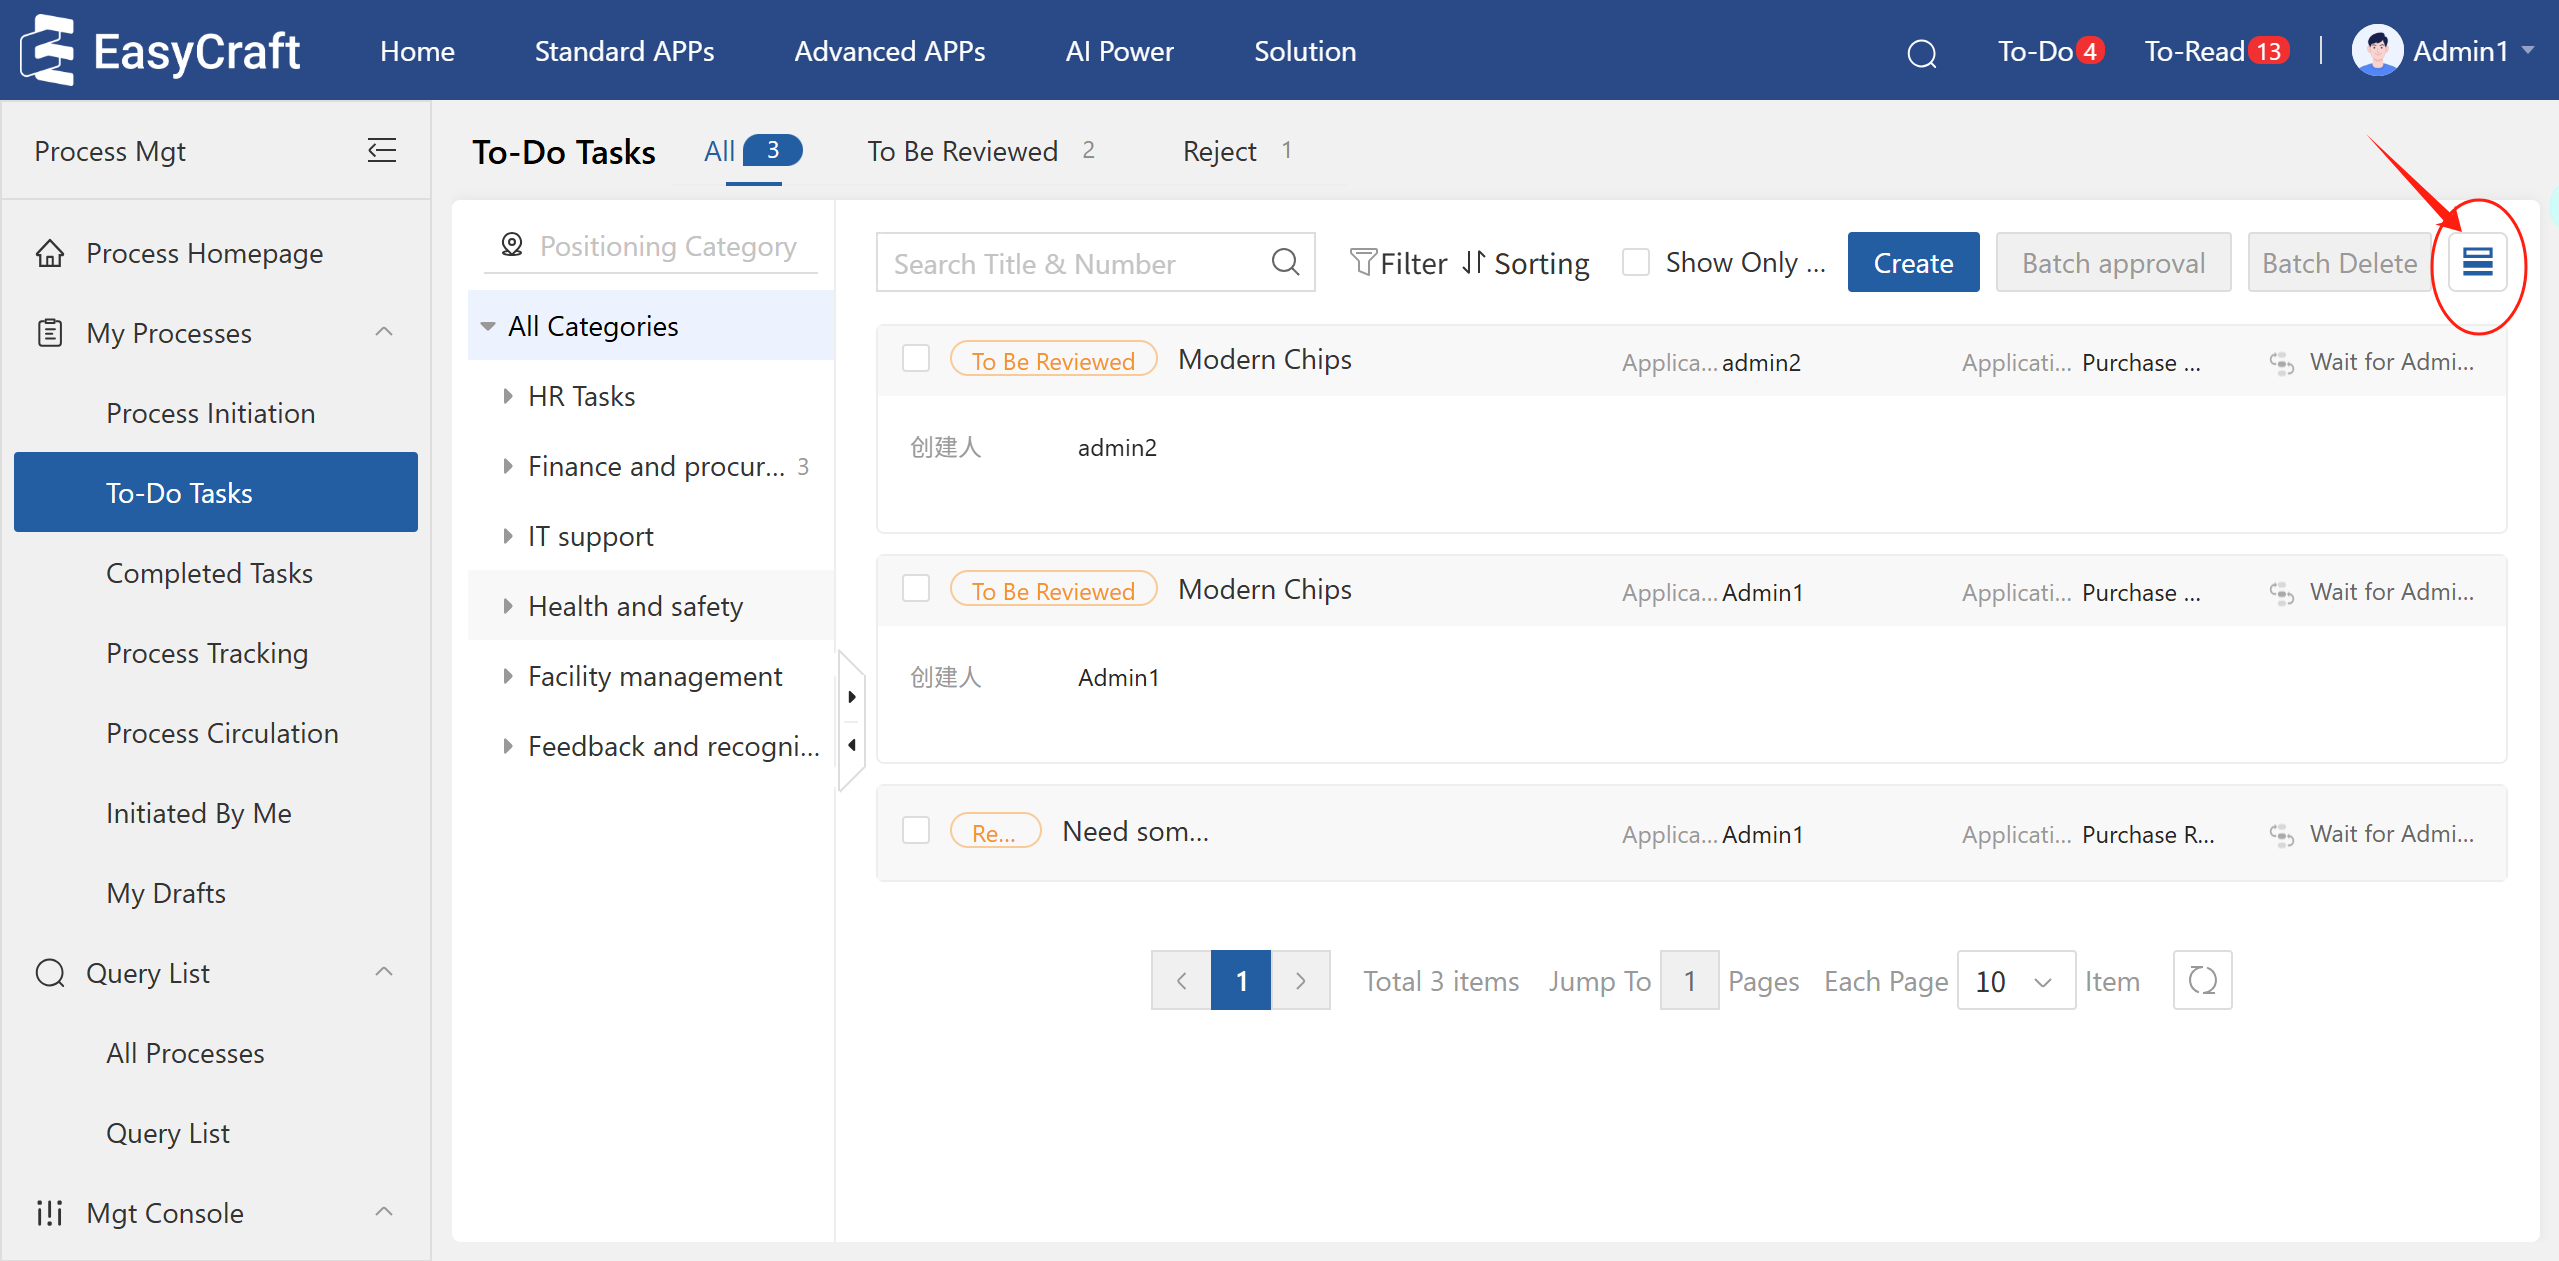 EasyCraft
Home
Standard APPs
Advanced APPs
AI Power
Solution
To-Do 4
To-Read 13
Admin1
Process Mgt
Process Homepage
My Processes
Process Initiation
To-Do Tasks
Completed Tasks
Process Tracking
Process Circulation
Initiated By Me
My Drafts
Query List
All Processes
Query List
Mgt Console
To-Do Tasks
All 3
To Be Reviewed 2
Reject 1
Positioning Category
All Categories
HR Tasks
Finance and procur... 3
IT support
Health and safety
Facility management
Feedback and recogni...
Search Title & Number
Filter
Sorting
Show Only ...
Create
Batch approval
Batch Delete
To Be Reviewed Modern Chips Applica... admin2 Applicati... Purchase ... Wait for Admi...
创建人 admin2
To Be Reviewed Modern Chips Applica... Admin1 Applicati... Purchase ... Wait for Admi...
创建人 Admin1
Re... Need som... Applica... Admin1 Applicati... Purchase R... Wait for Admi...
1 Total 3 items Jump To 1 Pages Each Page 10 Item